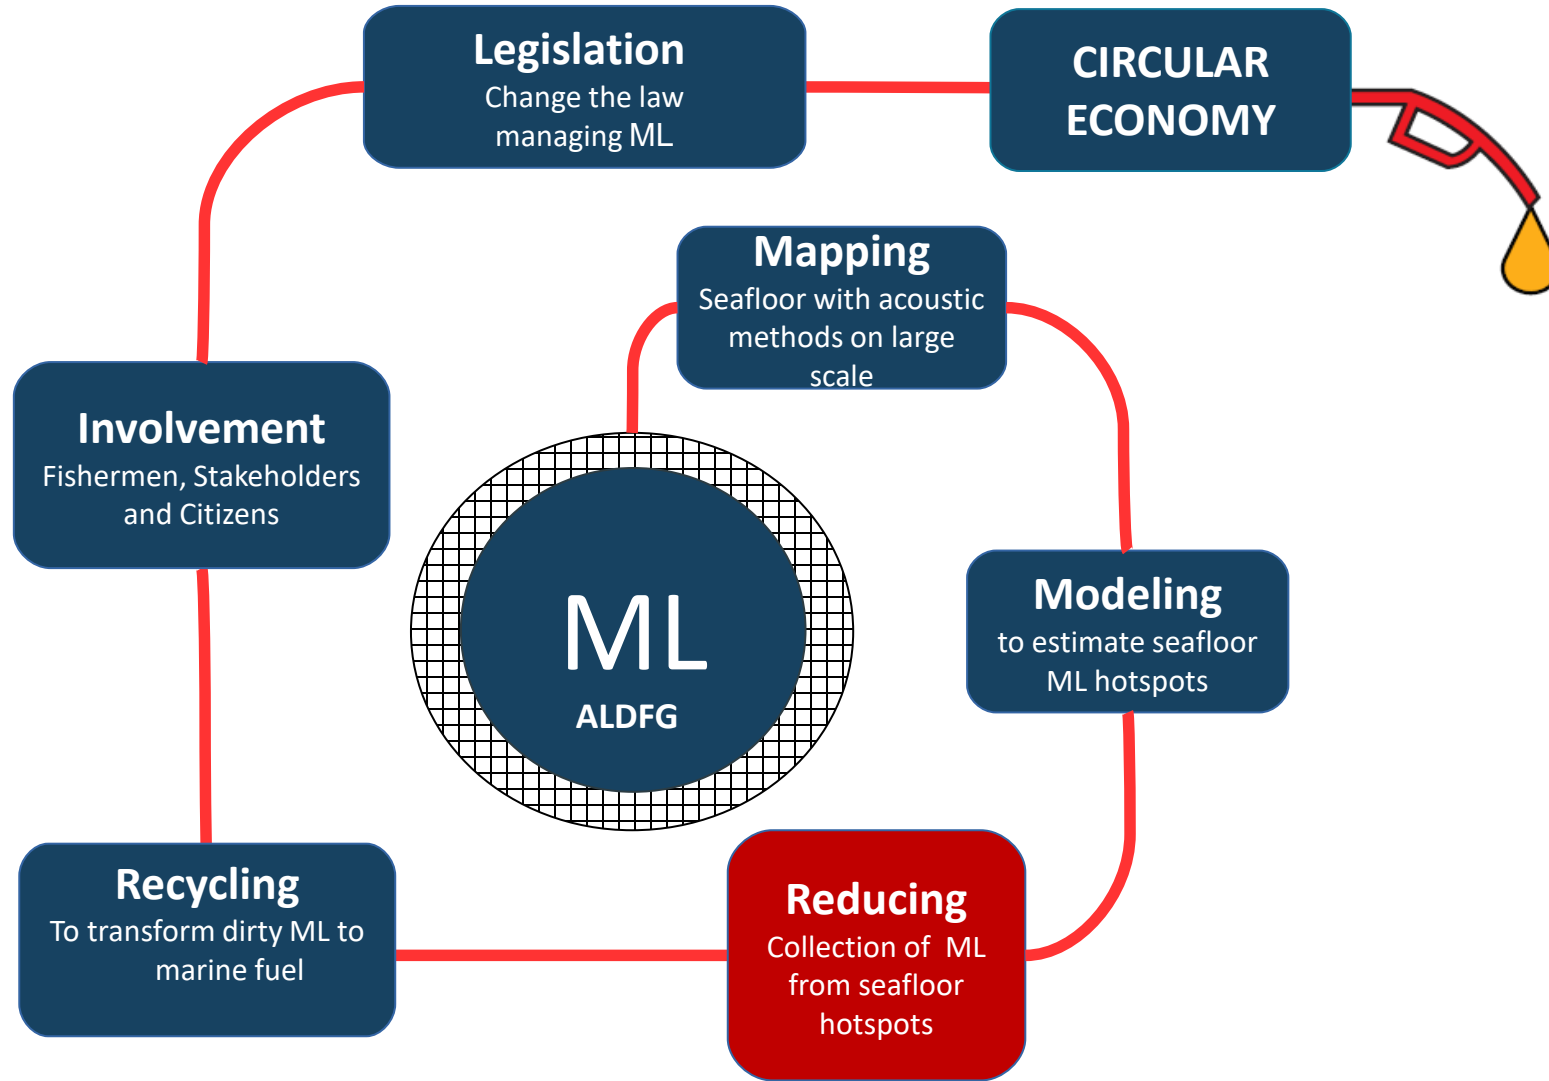 Legislation
Change the law
managing ML
CIRCULAR
ECONOMY
Mapping
Seafloor with acoustic
methods on large
scale
Involvement
Fishermen, Stakeholders
and Citizens
ML
ALDFG
Modeling
to estimate seafloor
ML hotspots
Recycling
To transform dirty ML to
marine fuel
Reducing
Collection of  ML
from seafloor
hotspots